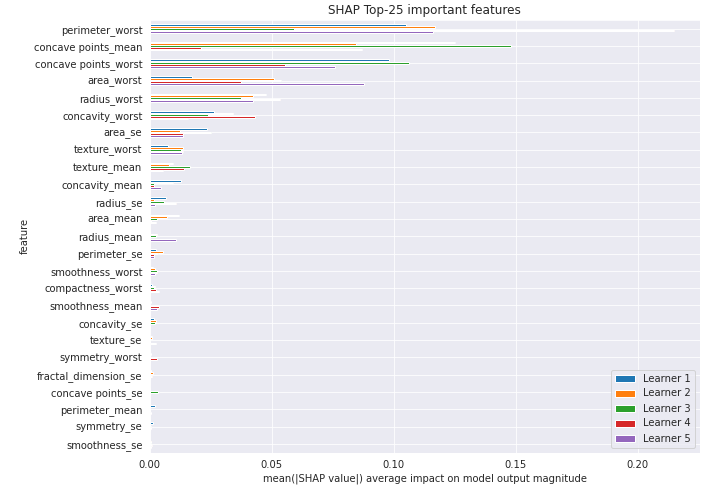 SHAP Top-25 important features
perimeter_worst
concave points_mean
concave points_worst
area_worst
radius_worst
concavity_worst
area_se
texture_worst
texture_mean
concavity_mean
radius_se
area_mean
radius_mean
perimeter_se
smoothness_worst
compactness_worst
smoothness_mean
concavity_se
texture_se
symmetry_worst
fractal_dimension_se
concave points_se
perimeter_mean
symmetry_se
smoothness_se
feature
Learner 1
Learner 2
Learner 3
Learner 4
Learner 5
0.00 0.05 0.10 0.15 0.20
mean(|SHAP value|) average impact on model output magnitude